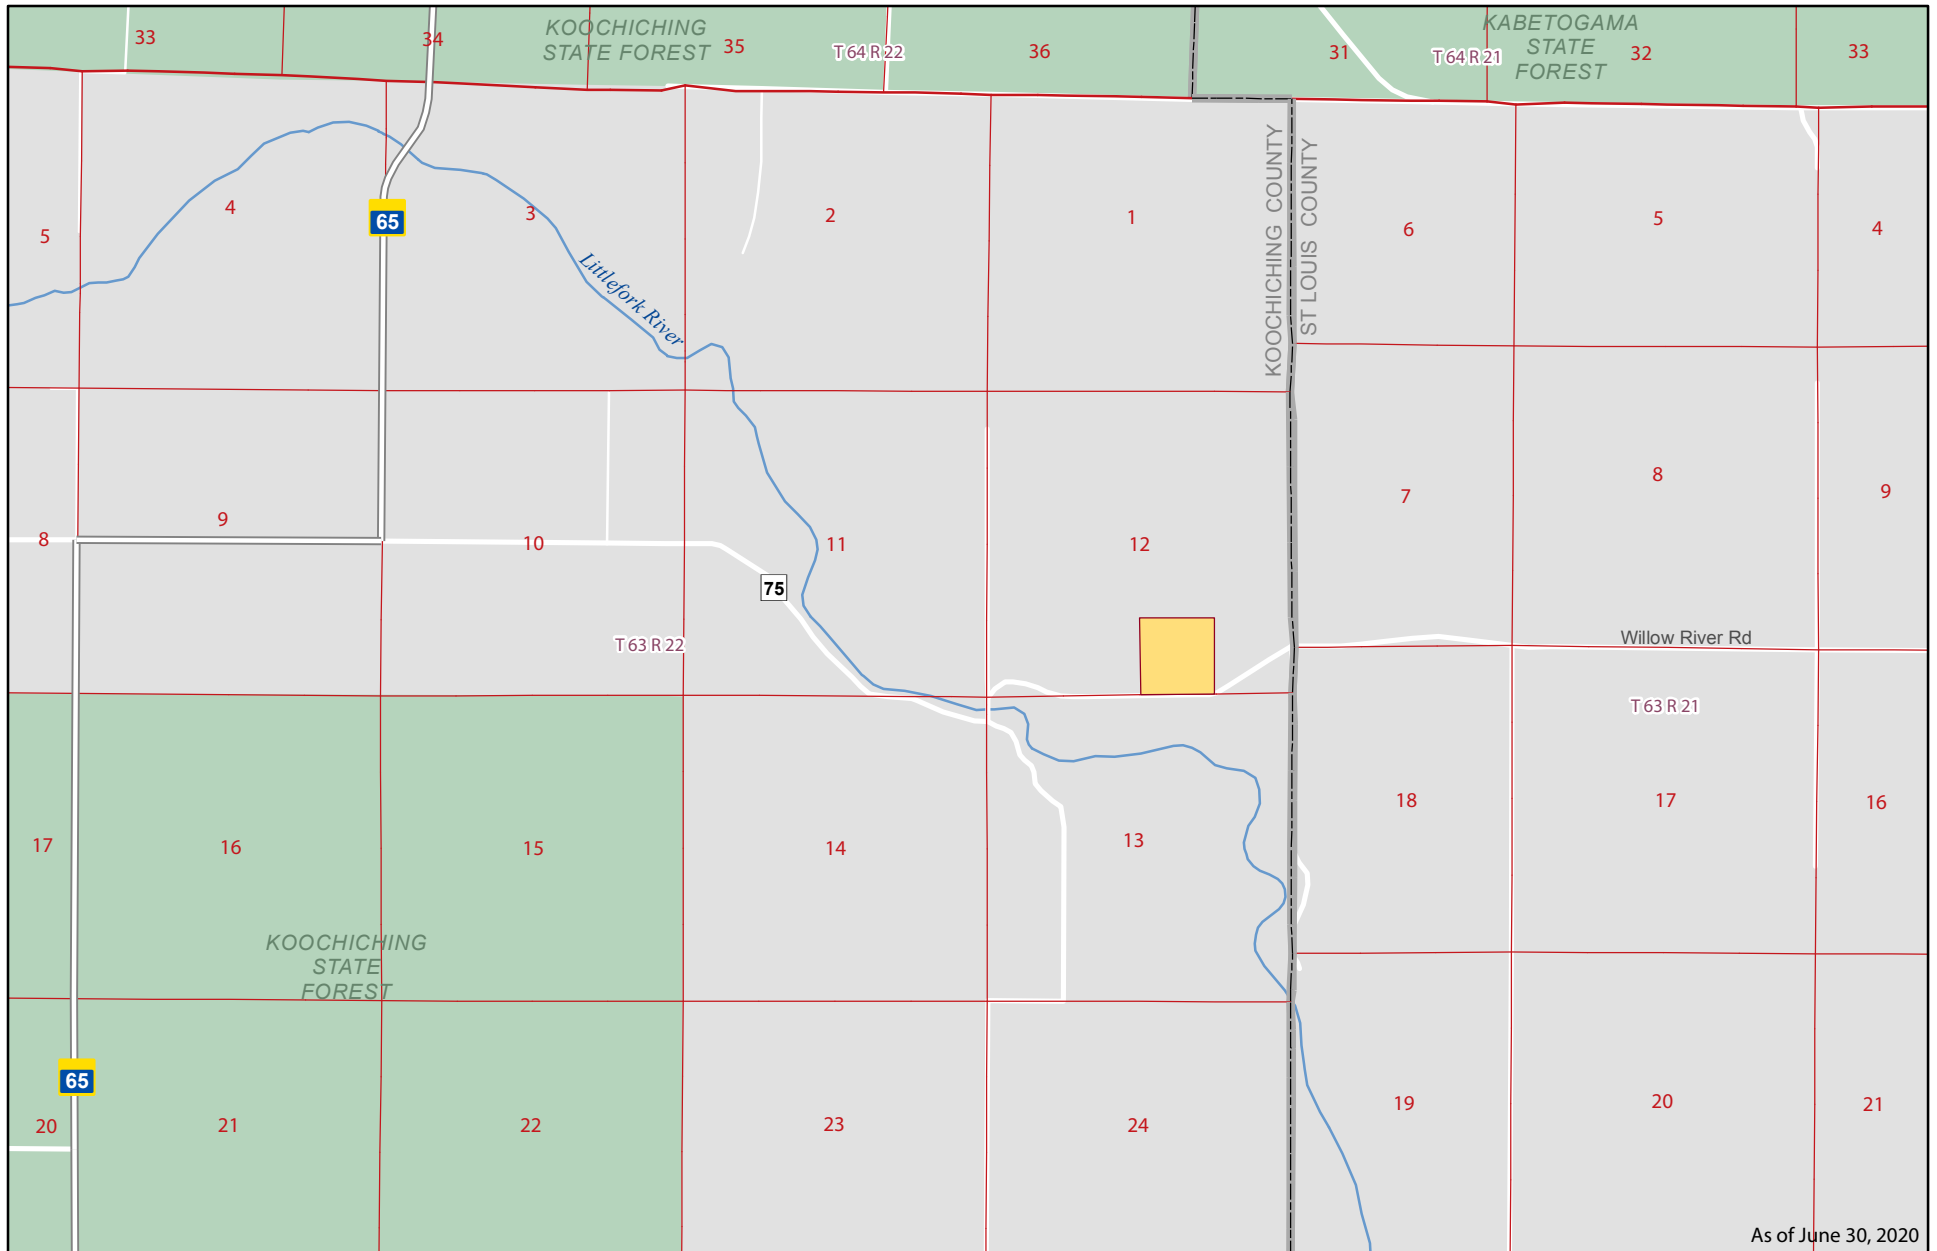 KOOCHICHING
STATE FOREST
KABETOGAMA
STATE
FOREST
33
34
35
T 64 R 22
36
31
T 64 R 21
32
33
KOOCHICHING COUNTY
ST LOUIS COUNTY
5
4
65
3
2
1
6
5
4
Littlefork River
8
9
10
11
12
7
8
9
75
T 63 R 22
Willow River Rd
T 63 R 21
17
16
15
14
13
18
17
16
KOOCHICHING
STATE
FOREST
65
20
21
22
23
24
19
20
21
As of June 30, 2020